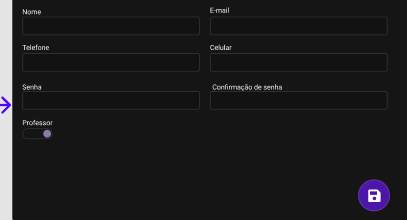 Nome
E-mail
Telefone
Celular
Senha
Confirmação de senha
Professor